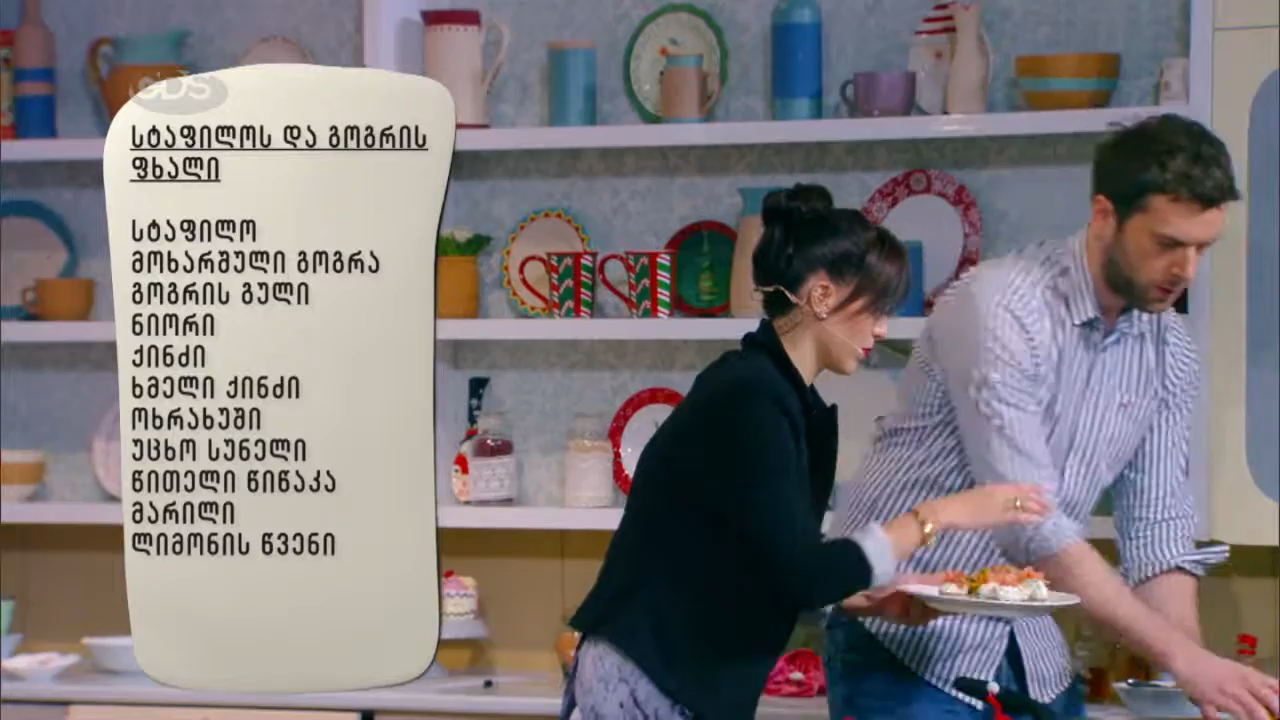 GDS
სტაფილოს და გოგრის
ფხალი
სტაფილო
მოხარშული გოგრა
გოგრის გული
ნიორი
ქინძი
ხმელი ქინძი
ოხრახუში
უცხო სუნელი
წითელი წიწაკა
მარილი
ლიმონის წვენი